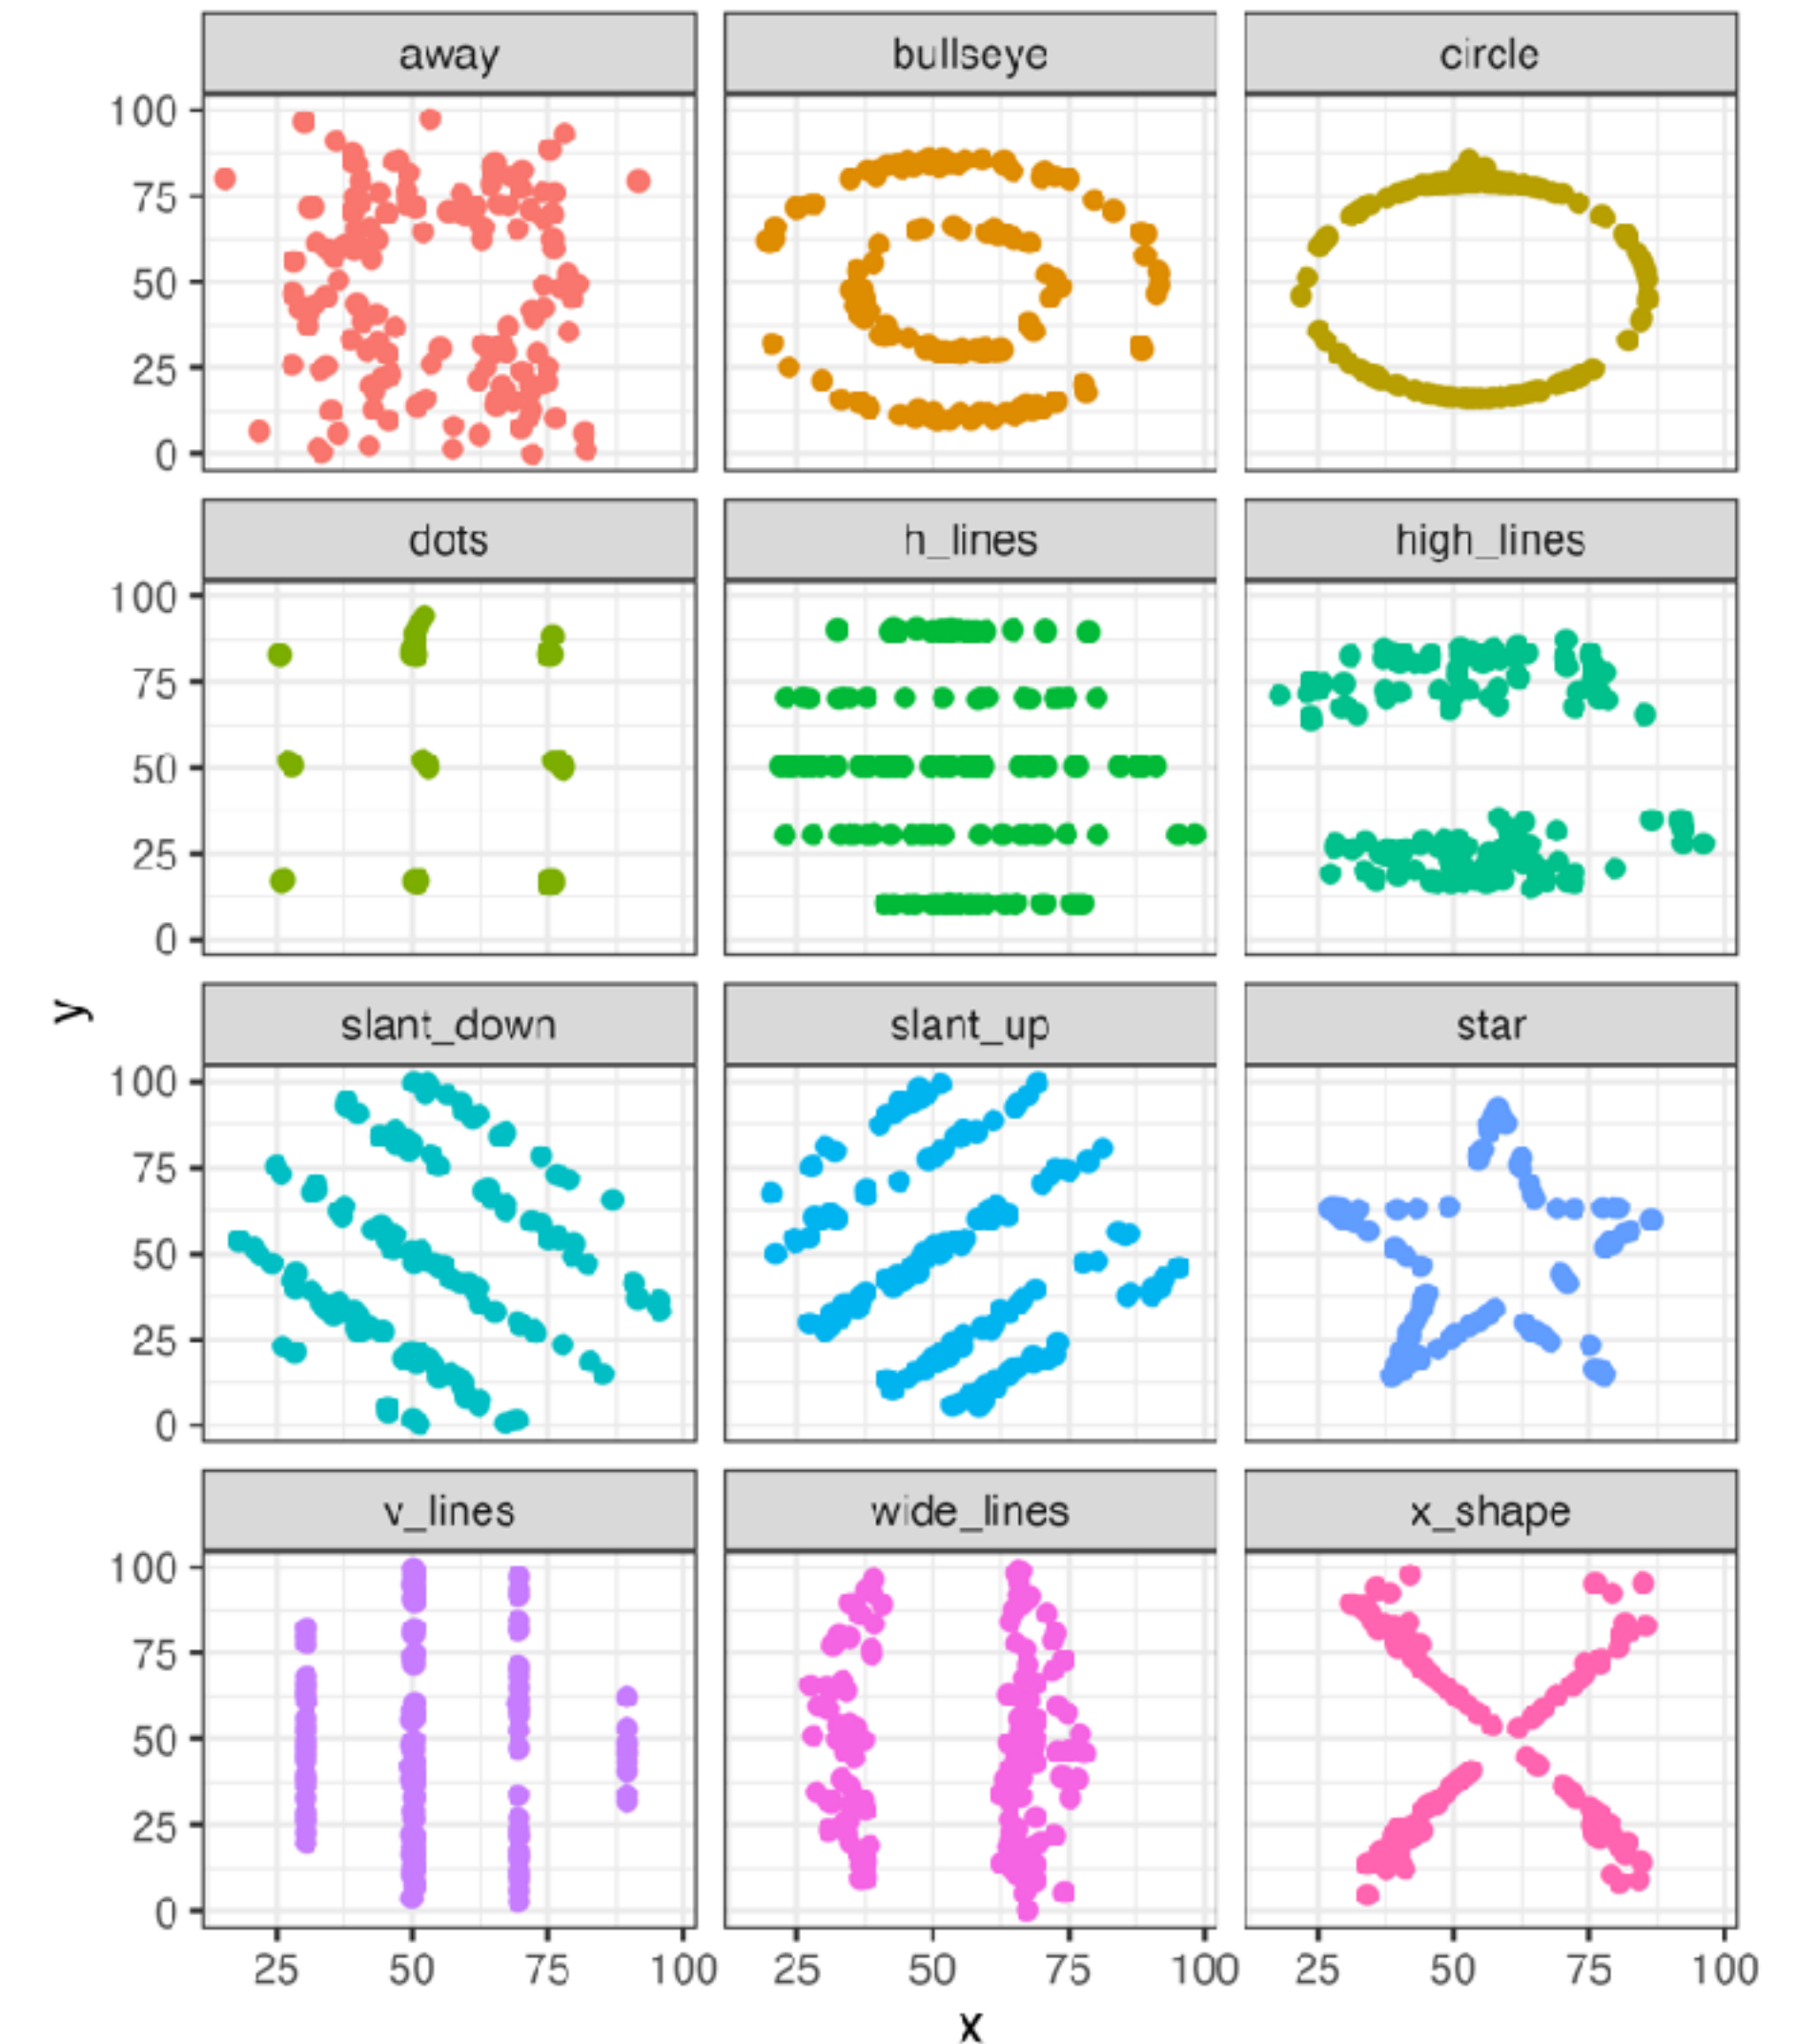 away bullseye circle
100
75
50
25
0
dots h_lines high_lines
100
75
50
25
0
y
slant_down slant_up star
100
75
50
25
0
v_lines wide_lines x_shape
100
75
50
25
0
25 50 75 100 25 50 75 100 25 50 75 100
x